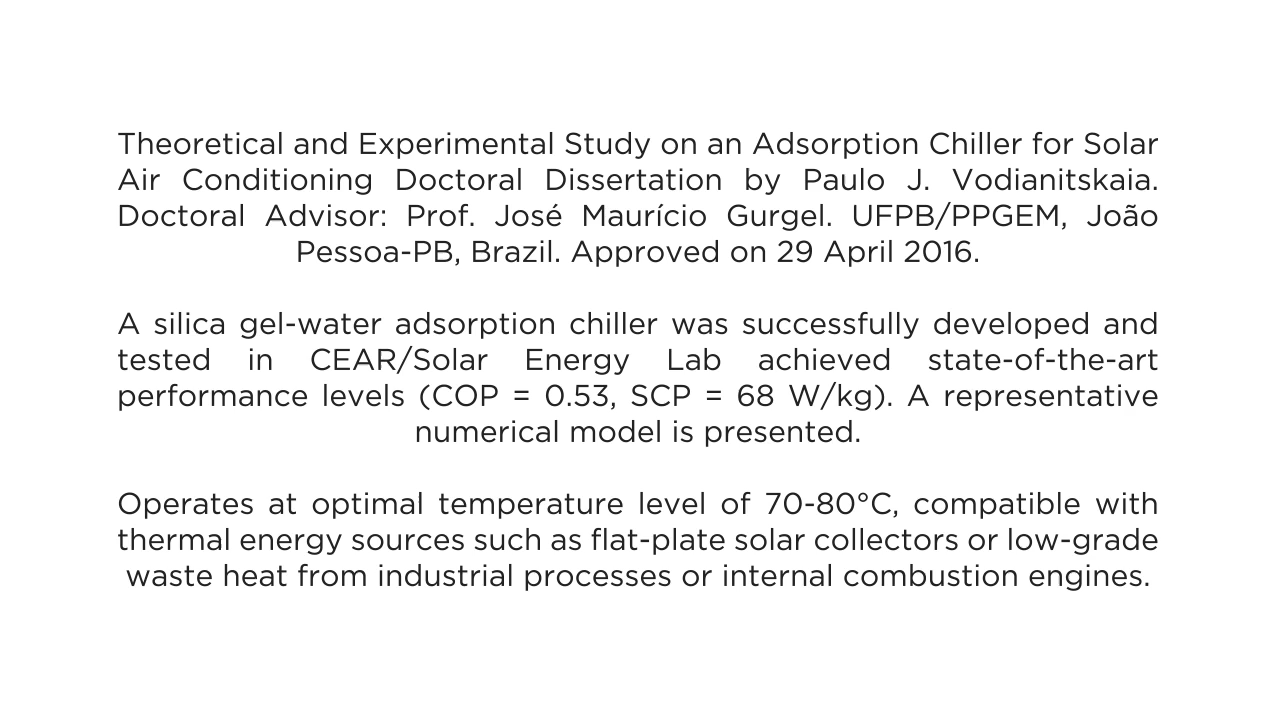 Theoretical and Experimental Study on an Adsorption Chiller for Solar
Air Conditioning Doctoral Dissertation by Paulo J. Vodianitskaia.
Doctoral Advisor: Prof. José Maurício Gurgel. UFPB/PPGEM, João
Pessoa-PB, Brazil. Approved on 29 April 2016.
A silica gel-water adsorption chiller was successfully developed and
tested in CEAR/Solar Energy Lab achieved state-of-the-art
performance levels (COP = 0.53, SCP = 68 W/kg). A representative
numerical model is presented.
Operates at optimal temperature level of 70-80°C, compatible with
thermal energy sources such as flat-plate solar collectors or low-grade
waste heat from industrial processes or internal combustion engines.